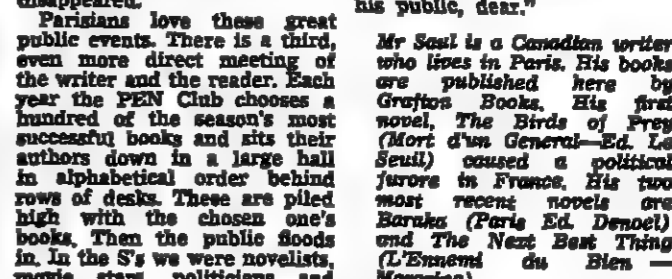 disappeared.
Parisians love these great
public events. There is a third,
even more direct meeting of
the writer and the reader. Each
year the PEN Club chooses a
hundred of the season's most
successful books and sits their
authors down in a large hall
in alphabetical order behind
rows of desks. These are piled
high with the chosen one's
books. Then the public floods
in. In the S's we were novelists,
movie stars, politicians and
his public, dear."
Mr Saul is a Canadian writer
who lives in Paris. His books
are published here by
Grafton Books. His first
novel, The Birds of Prey
(Mort d'un General—Ed. Le
Seuil) caused a political
furore in France. His two
most recent novels are
Baraka (Paris Ed. Denoel)
and The Next Best Thing
(L'Ennemi du Bien —